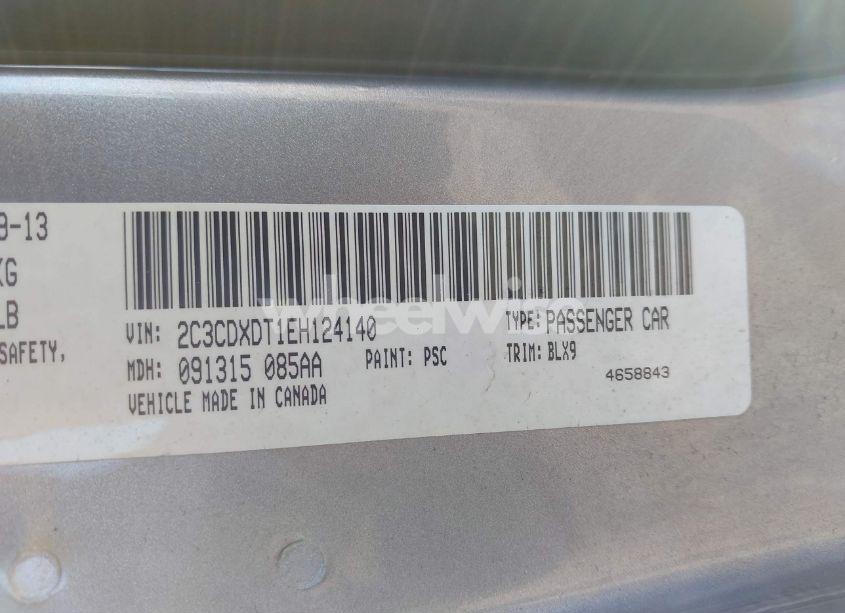 9-13
KG
LB
SAFETY,
VIN: 2C3CDXDT1EH124140
TYPE: PASSENGER CAR
MDH: 091315 085AA
PAINT: PSC
TRIM: BLX9
VEHICLE MADE IN CANADA
4658843
wheelwise